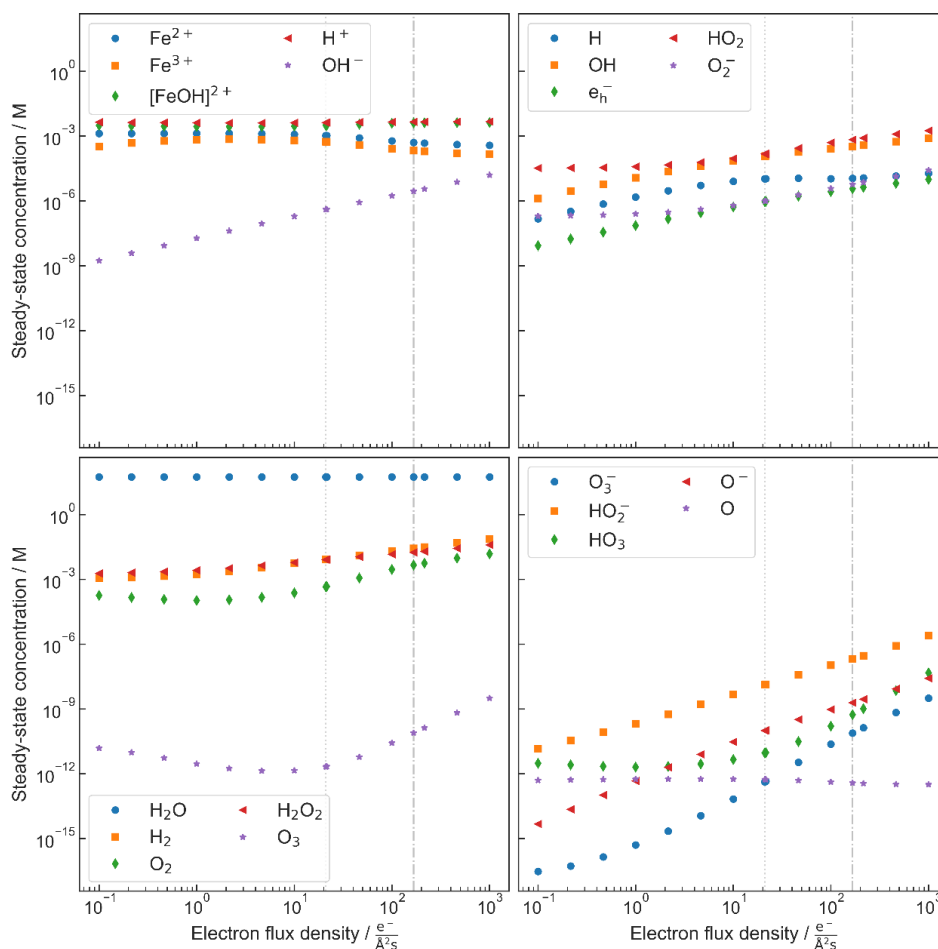 Fe²⁺ H⁺
Fe³⁺ OH⁻
[FeOH]²⁺
10⁰
10⁻³
10⁻⁶
10⁻⁹
10⁻¹²
10⁻¹⁵
Steady-state concentration / M
H HO₂
OH O₂⁻
eₕ⁻
10⁰
10⁻³
10⁻⁶
10⁻⁹
10⁻¹²
10⁻¹⁵
Steady-state concentration / M
H₂O H₂O₂
H₂ O₃
O₂
10⁻¹ 10⁰ 10¹ 10² 10³
Electron flux density / e⁻/Å²s
O₃⁻ O⁻
HO₂⁻ O
HO₃
10⁻¹ 10⁰ 10¹ 10² 10³
Electron flux density / e⁻/Å²s